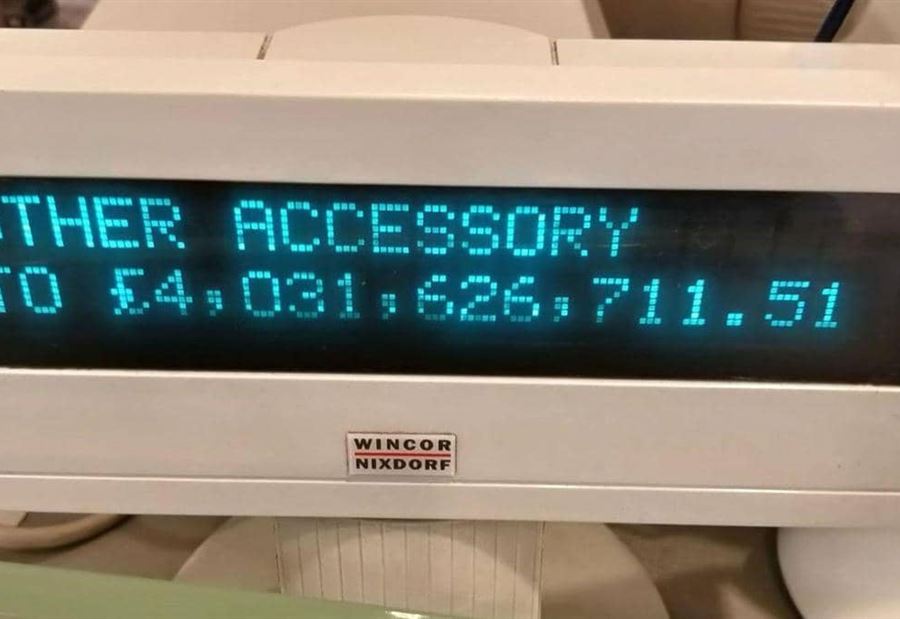 THER ACCESSORY
TO £4,031,626,711.51
WINCOR
NIXDORF